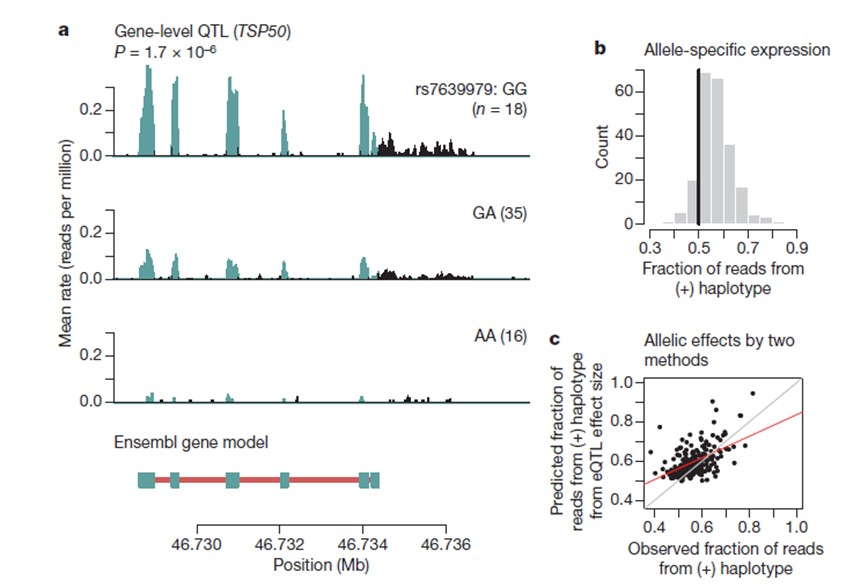 a
Gene-level QTL (TSP50)
P = 1.7 × 10⁻⁶
Mean rate (reads per million)
0.2
0.0
rs7639979: GG
(n = 18)
0.2
0.0
GA (35)
0.2
0.0
AA (16)
Ensembl gene model
46.730 46.732 46.734 46.736
Position (Mb)
b
Allele-specific expression
Count
60
40
20
0
0.3 0.5 0.7 0.9
Fraction of reads from
(+) haplotype
c
Allelic effects by two
methods
Predicted fraction of
reads from (+) haplotype
from eQTL effect size
1.0
0.8
0.6
0.4
0.4 0.6 0.8 1.0
Observed fraction of reads
from (+) haplotype